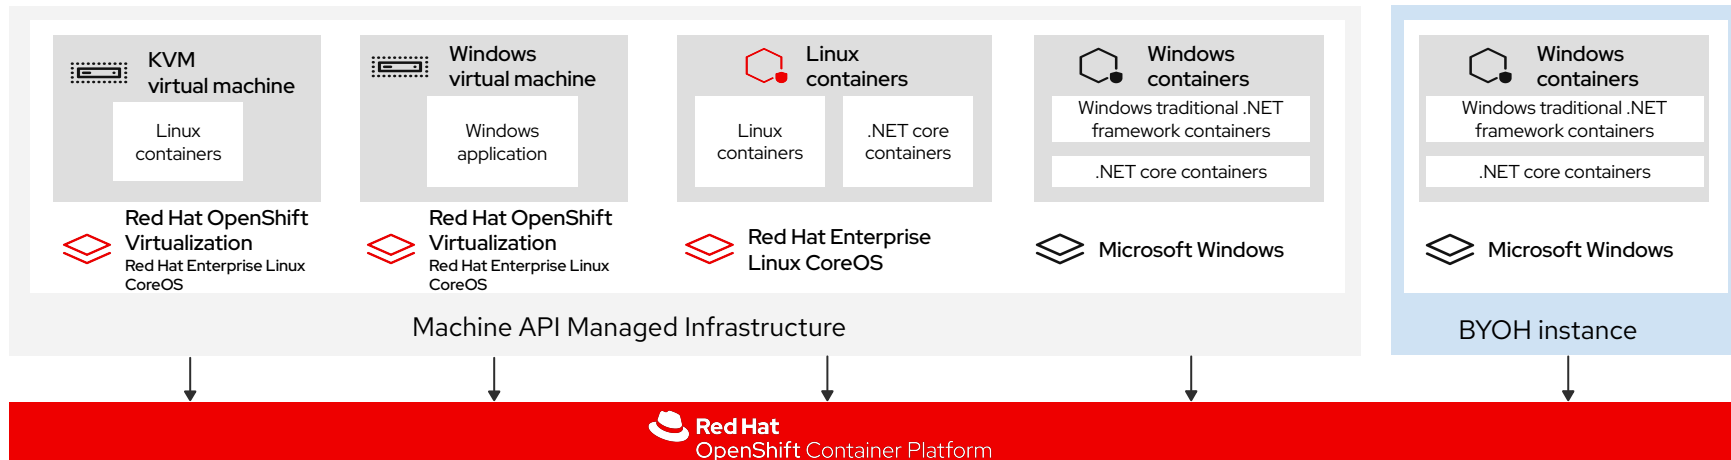 KVM
virtual machine
Linux
containers
Red Hat OpenShift
Virtualization
Red Hat Enterprise Linux
CoreOS
Windows
virtual machine
Windows
application
Red Hat OpenShift
Virtualization
Red Hat Enterprise Linux
CoreOS
Linux
containers
Linux
containers
.NET core
containers
Red Hat Enterprise
Linux CoreOS
Windows
containers
Windows traditional .NET
framework containers
.NET core containers
Microsoft Windows
Machine API Managed Infrastructure
Windows
containers
Windows traditional .NET
framework containers
.NET core containers
Microsoft Windows
BYOH instance
Red Hat
OpenShift Container Platform